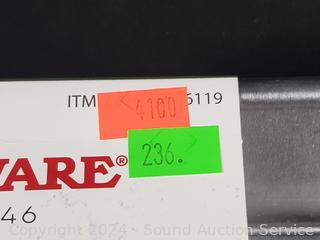 ITM 6119
4100
236.
WARE®
46
Copyright 2024 - Sound Auction Service